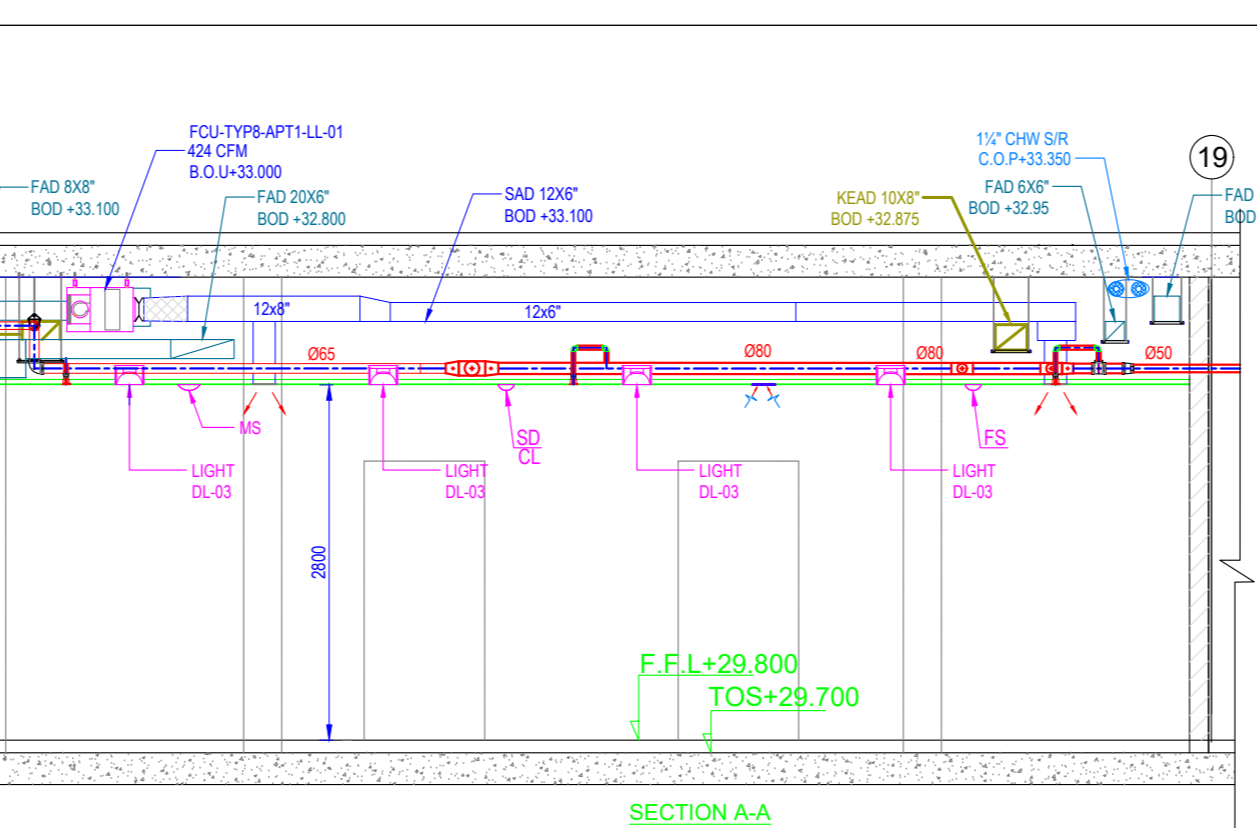 FCU-TYP8-APT1-LL-01
424 CFM
B.O.U+33.000
1¼" CHW S/R
C.O.P+33.350
19
FAD 8X8"
BOD +33.100
FAD 20X6"
BOD +32.800
SAD 12X6"
BOD +33.100
KEAD 10X8"
BOD +32.875
FAD 6X6"
BOD +32.95
FAD
BOD
12x8"
12x6"
Ø65
Ø80
Ø80
Ø50
MS
SD
CL
FS
LIGHT
DL-03
LIGHT
DL-03
LIGHT
DL-03
LIGHT
DL-03
2800
F.F.L+29.800
TOS+29.700
SECTION A-A